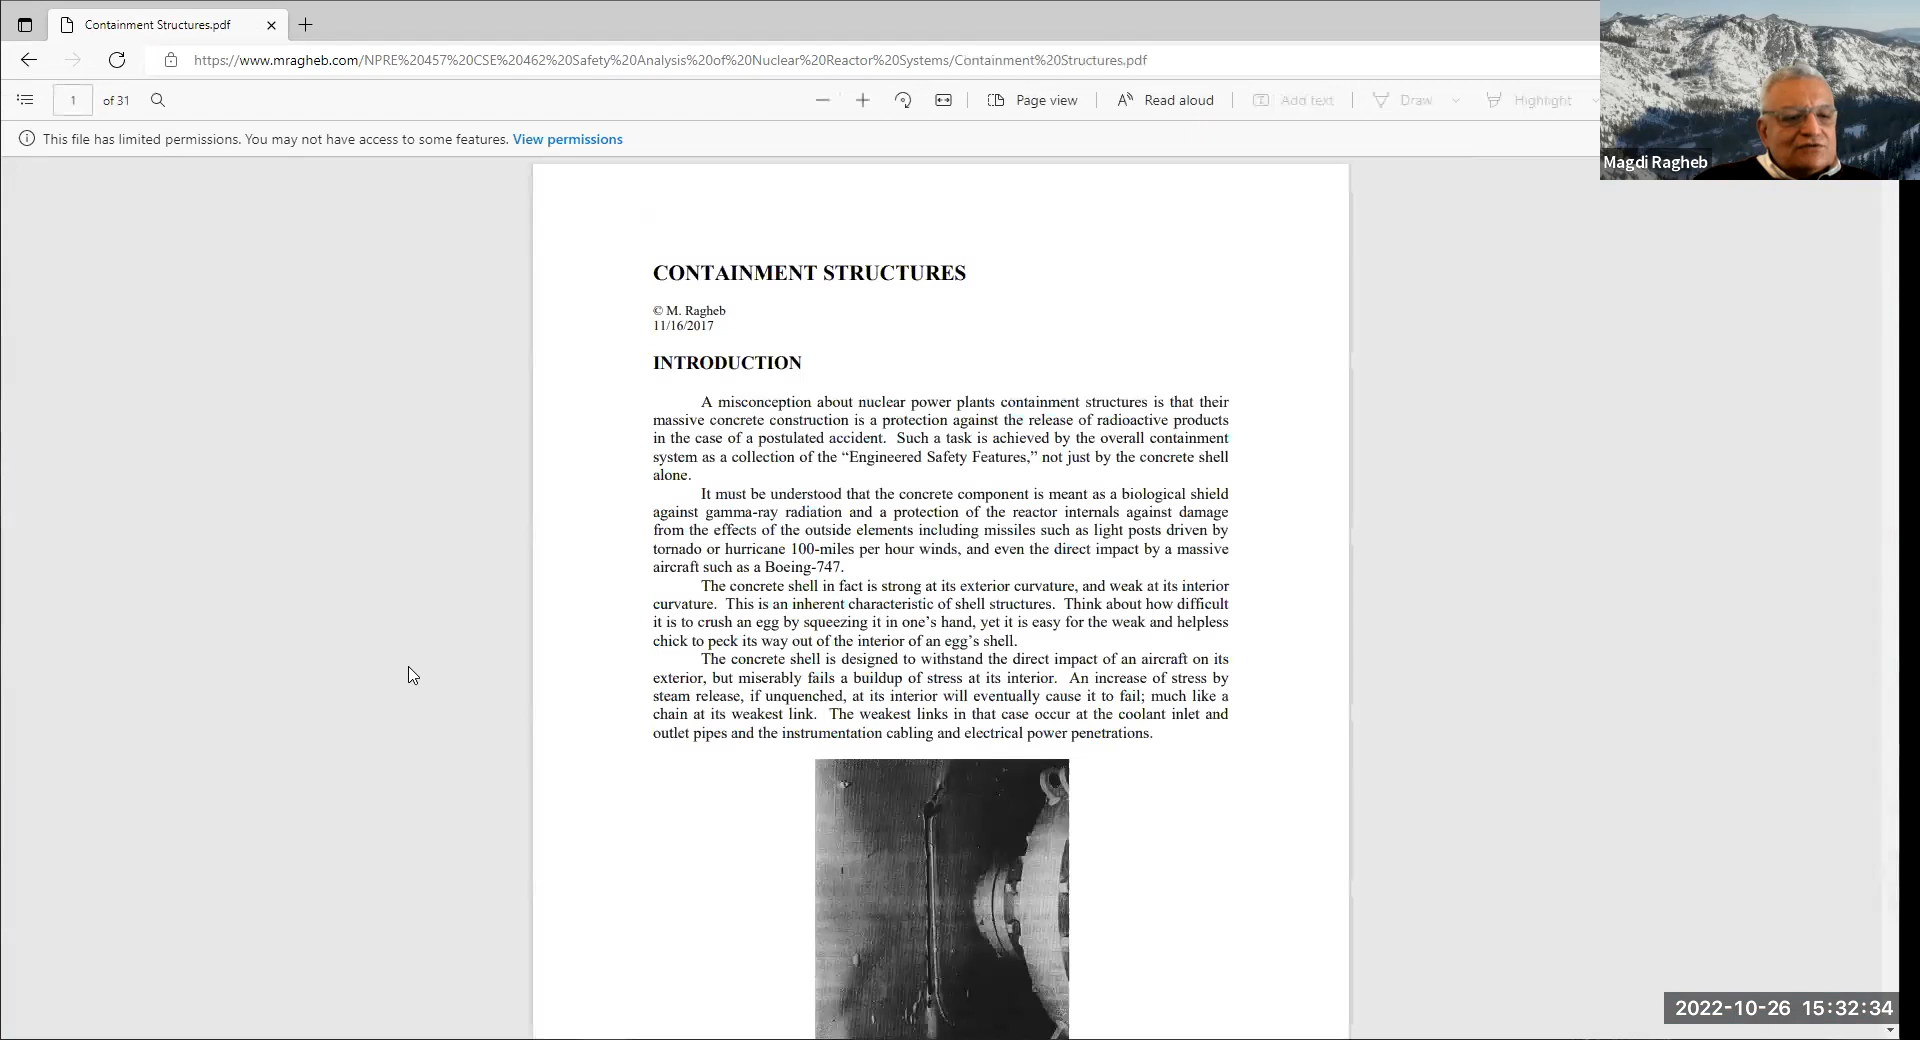 Containment Structures.pdf
https://www.mragheb.com/NPRE%20457%20CSE%20462%20Safety%20Analysis%20of%20Nuclear%20Reactor%20Systems/Containment%20Structures.pdf
1 of 31 Page view Read aloud Add text Draw Highlight
This file has limited permissions. You may not have access to some features. View permissions
Magdi Ragheb
CONTAINMENT STRUCTURES
© M. Ragheb
11/16/2017
INTRODUCTION
A misconception about nuclear power plants containment structures is that their
massive concrete construction is a protection against the release of radioactive products
in the case of a postulated accident. Such a task is achieved by the overall containment
system as a collection of the “Engineered Safety Features,” not just by the concrete shell
alone.
It must be understood that the concrete component is meant as a biological shield
against gamma-ray radiation and a protection of the reactor internals against damage
from the effects of the outside elements including missiles such as light posts driven by
tornado or hurricane 100-miles per hour winds, and even the direct impact by a massive
aircraft such as a Boeing-747.
The concrete shell in fact is strong at its exterior curvature, and weak at its interior
curvature. This is an inherent characteristic of shell structures. Think about how difficult
it is to crush an egg by squeezing it in one’s hand, yet it is easy for the weak and helpless
chick to peck its way out of the interior of an egg’s shell.
The concrete shell is designed to withstand the direct impact of an aircraft on its
exterior, but miserably fails a buildup of stress at its interior. An increase of stress by
steam release, if unquenched, at its interior will eventually cause it to fail; much like a
chain at its weakest link. The weakest links in that case occur at the coolant inlet and
outlet pipes and the instrumentation cabling and electrical power penetrations.
2022-10-26 15:32:34